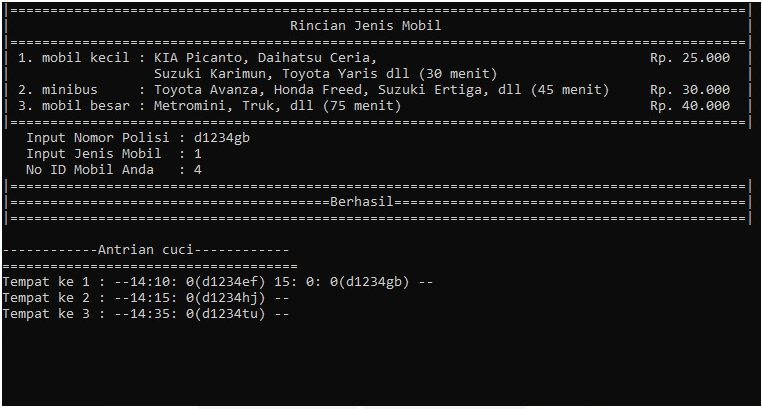 |============================================================================================|
|                                   Rincian Jenis Mobil                                      |
|============================================================================================|
| 1. mobil kecil : KIA Picanto, Daihatsu Ceria,                                  Rp. 25.000  |
|                  Suzuki Karimun, Toyota Yaris dll (30 menit)                               |
| 2. minibus     : Toyota Avanza, Honda Freed, Suzuki Ertiga, dll (45 menit)     Rp. 30.000  |
| 3. mobil besar : Metromini, Truk, dll (75 menit)                               Rp. 40.000  |
|============================================================================================|
  Input Nomor Polisi : d1234gb
  Input Jenis Mobil  : 1
  No ID Mobil Anda   : 4
|============================================================================================|
|========================================Berhasil============================================|
|============================================================================================|
------------Antrian cuci------------
=====================================
Tempat ke 1 : --14:10: 0(d1234ef) 15: 0: 0(d1234gb) --
Tempat ke 2 : --14:15: 0(d1234hj) --
Tempat ke 3 : --14:35: 0(d1234tu) --